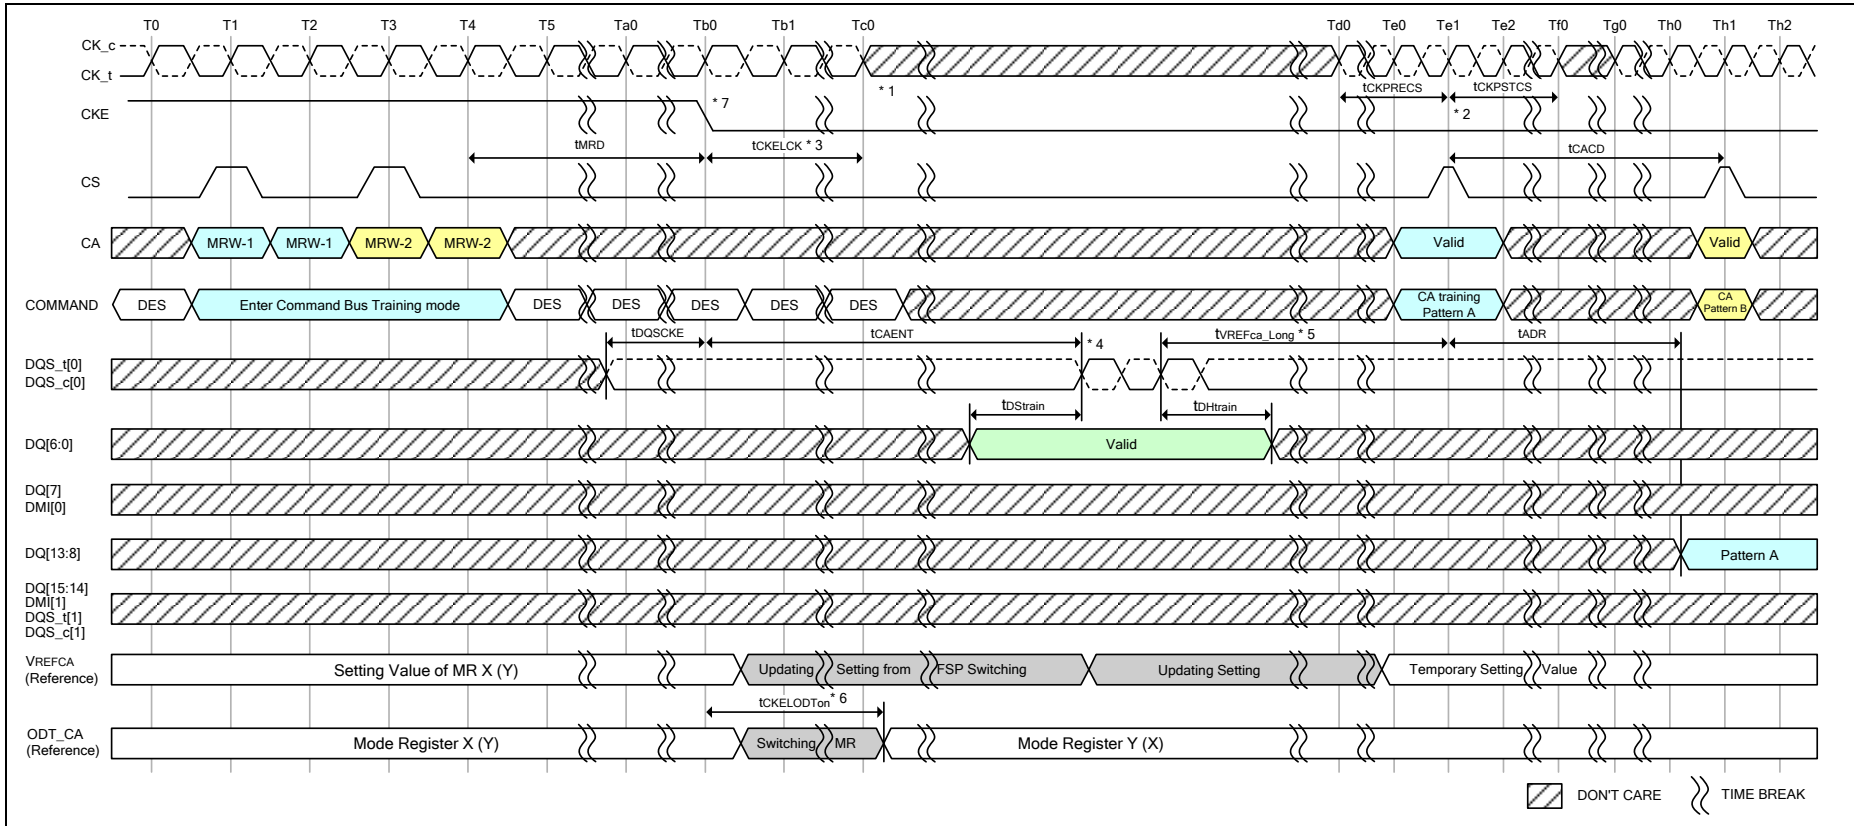 T0 T1 T2 T3 T4 T5 Ta0 Tb0 Tb1 Tc0 Td0 Te0 Te1 Te2 Tf0 Tg0 Th0 Th1 Th2
CK_c
CK_t
* 1
tCKPRECS tCKPSTCS
CKE
* 7
* 2
tMRD tCKELCK * 3 tCACD
CS
CA MRW-1 MRW-1 MRW-2 MRW-2 Valid Valid
COMMAND DES Enter Command Bus Training mode DES DES DES DES DES CA training Pattern A CA Pattern B
tDQSCKE tCAENT * 4 tVREFca_Long * 5 tADR
DQS_t[0]
DQS_c[0]
tDStrain tDHtrain
DQ[6:0] Valid
DQ[7]
DMI[0]
DQ[13:8] Pattern A
DQ[15:14]
DMI[1]
DQS_t[1]
DQS_c[1]
VREFCA
(Reference)
Setting Value of MR X (Y) Updating Setting from FSP Switching Updating Setting Temporary Setting Value
tCKELODTon * 6
ODT_CA
(Reference)
Mode Register X (Y) Switching MR Mode Register Y (X)
DON'T CARE TIME BREAK